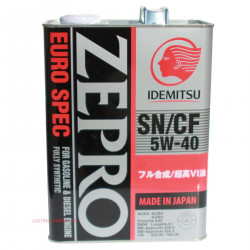 IDEMITSU
ZEPRO
EURO SPEC
FOR GASOLINE & DIESEL ENGINE
FULLY SYNTHETIC
SN/CF
5W-40
フル合成/超高VI油
MADE IN JAPAN